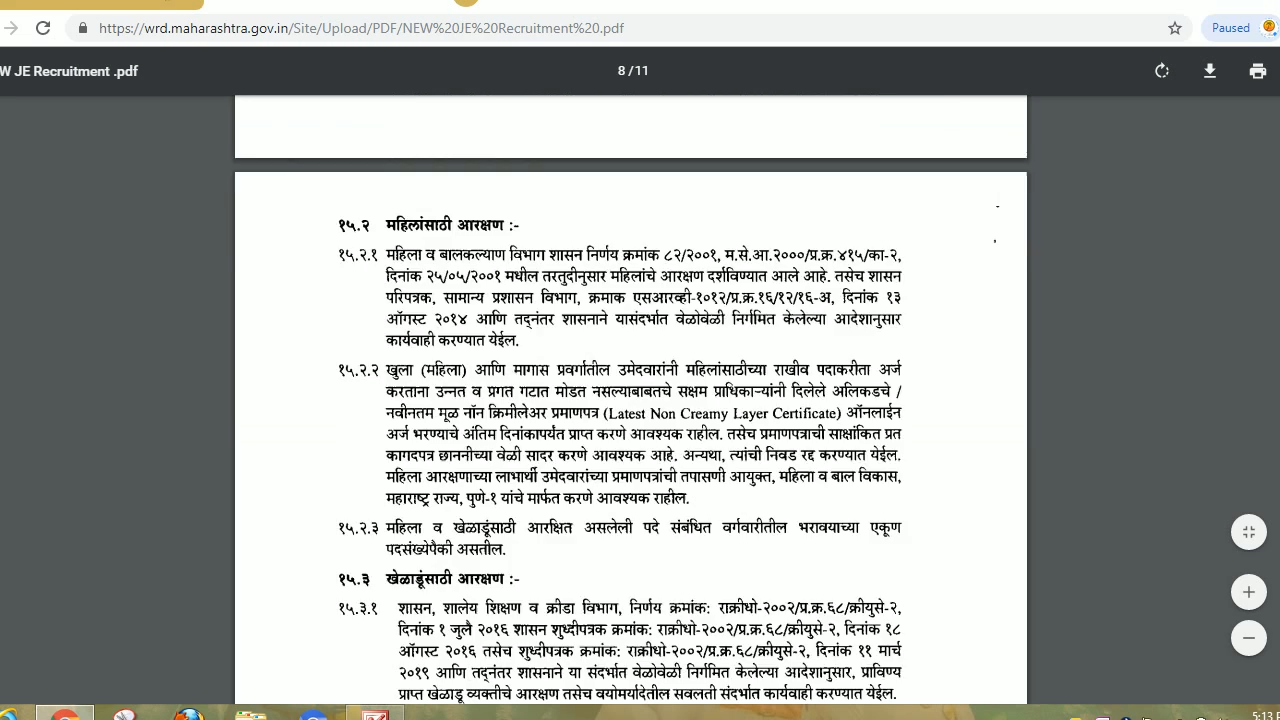 https://wrd.maharashtra.gov.in/Site/Upload/PDF/NEW%20JE%20Recruitment%20.pdf
Paused
W JE Recruitment .pdf
8 / 11
१५.२ महिलांसाठी आरक्षण :-
१५.२.१ महिला व बालकल्याण विभाग शासन निर्णय क्रमांक ८२/२००१, म.से.आ.२०००/प्र.क्र.४१५/का-२,
दिनांक २५/०५/२००१ मधील तरतुदीनुसार महिलांचे आरक्षण दर्शविण्यात आले आहे. तसेच शासन
परिपत्रक, सामान्य प्रशासन विभाग, क्रमाक एसआरव्ही-१०१२/प्र.क्र.१६/१२/१६-अ, दिनांक १३
ऑगस्ट २०१४ आणि तद्नंतर शासनाने यासंदर्भात वेळोवेळी निर्गमित केलेल्या आदेशानुसार
कार्यवाही करण्यात येईल.
१५.२.२ खुला (महिला) आणि मागास प्रवर्गातील उमेदवारांनी महिलांसाठीच्या राखीव पदाकरीता अर्ज
करताना उन्नत व प्रगत गटात मोडत नसल्याबाबतचे सक्षम प्राधिकाऱ्यांनी दिलेले अलिकडचे /
नवीनतम मूळ नॉन क्रिमीलेअर प्रमाणपत्र (Latest Non Creamy Layer Certificate) ऑनलाईन
अर्ज भरण्याचे अंतिम दिनांकापर्यंत प्राप्त करणे आवश्यक राहील. तसेच प्रमाणपत्राची साक्षांकित प्रत
कागदपत्र छाननीच्या वेळी सादर करणे आवश्यक आहे. अन्यथा, त्यांची निवड रद्द करण्यात येईल.
महिला आरक्षणाच्या लाभार्थी उमेदवारांच्या प्रमाणपत्रांची तपासणी आयुक्त, महिला व बाल विकास,
महाराष्ट्र राज्य, पुणे-१ यांचे मार्फत करणे आवश्यक राहील.
१५.२.३ महिला व खेळाडूंसाठी आरक्षित असलेली पदे संबंधित वर्गवारीतील भरावयाच्या एकूण
पदसंख्येपैकी असतील.
१५.३ खेळाडूंसाठी आरक्षण :-
१५.३.१ शासन, शालेय शिक्षण व क्रीडा विभाग, निर्णय क्रमांक: राक्रीधो-२००२/प्र.क्र.६८/क्रीयुसे-२,
दिनांक १ जुलै २०१६ शासन शुध्दीपत्रक क्रमांक: राक्रीधो-२००२/प्र.क्र.६८/क्रीयुसे-२, दिनांक १८
ऑगस्ट २०१६ तसेच शुध्दीपत्रक क्रमांक: राक्रीधो-२००२/प्र.क्र.६८/क्रीयुसे-२, दिनांक ११ मार्च
२०१९ आणि तद्नंतर शासनाने या संदर्भात वेळोवेळी निर्गमित केलेल्या आदेशानुसार, प्राविण्य
प्राप्त खेळाडू व्यक्तीचे आरक्षण तसेच वयोमर्यादेतील सवलती संदर्भात कार्यवाही करण्यात येईल.
5:13